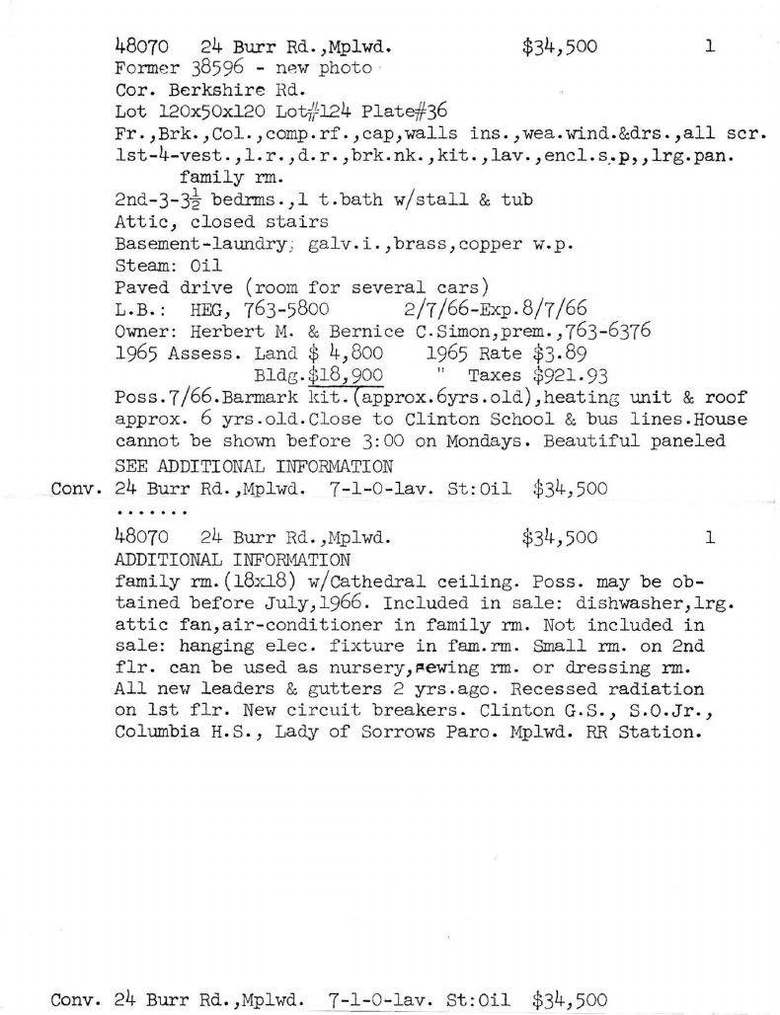 48070 24 Burr Rd.,Mplwd. $34,500 1
Former 38596 - new photo
Cor. Berkshire Rd.
Lot 120x50x120 Lot#124 Plate#36
Fr.,Brk.,Col.,comp.rf.,cap,walls ins.,wea.wind.&drs.,all scr.
1st-4-vest.,l.r.,d.r.,brk.nk.,kit.,lav.,encl.s.p,,lrg.pan.
family rm.
2nd-3-3½ bedrms.,1 t.bath w/stall & tub
Attic, closed stairs
Basement-laundry; galv.i.,brass,copper w.p.
Steam: Oil
Paved drive (room for several cars)
L.B.: HEG, 763-5800 2/7/66-Exp.8/7/66
Owner: Herbert M. & Bernice C.Simon,prem.,763-6376
1965 Assess. Land $ 4,800 1965 Rate $3.89
Bldg.$18,900 " Taxes $921.93
Poss.7/66.Barmark kit.(approx.6yrs.old),heating unit & roof
approx. 6 yrs.old.Close to Clinton School & bus lines.House
cannot be shown before 3:00 on Mondays. Beautiful paneled
SEE ADDITIONAL INFORMATION
Conv. 24 Burr Rd.,Mplwd. 7-1-0-lav. St:Oil $34,500
.......
48070 24 Burr Rd.,Mplwd. $34,500 1
ADDITIONAL INFORMATION
family rm.(18x18) w/Cathedral ceiling. Poss. may be ob-
tained before July,1966. Included in sale: dishwasher,lrg.
attic fan,air-conditioner in family rm. Not included in
sale: hanging elec. fixture in fam.rm. Small rm. on 2nd
flr. can be used as nursery,sewing rm. or dressing rm.
All new leaders & gutters 2 yrs.ago. Recessed radiation
on 1st flr. New circuit breakers. Clinton G.S., S.O.Jr.,
Columbia H.S., Lady of Sorrows Paro. Mplwd. RR Station.
Conv. 24 Burr Rd.,Mplwd. 7-1-0-lav. St:Oil $34,500